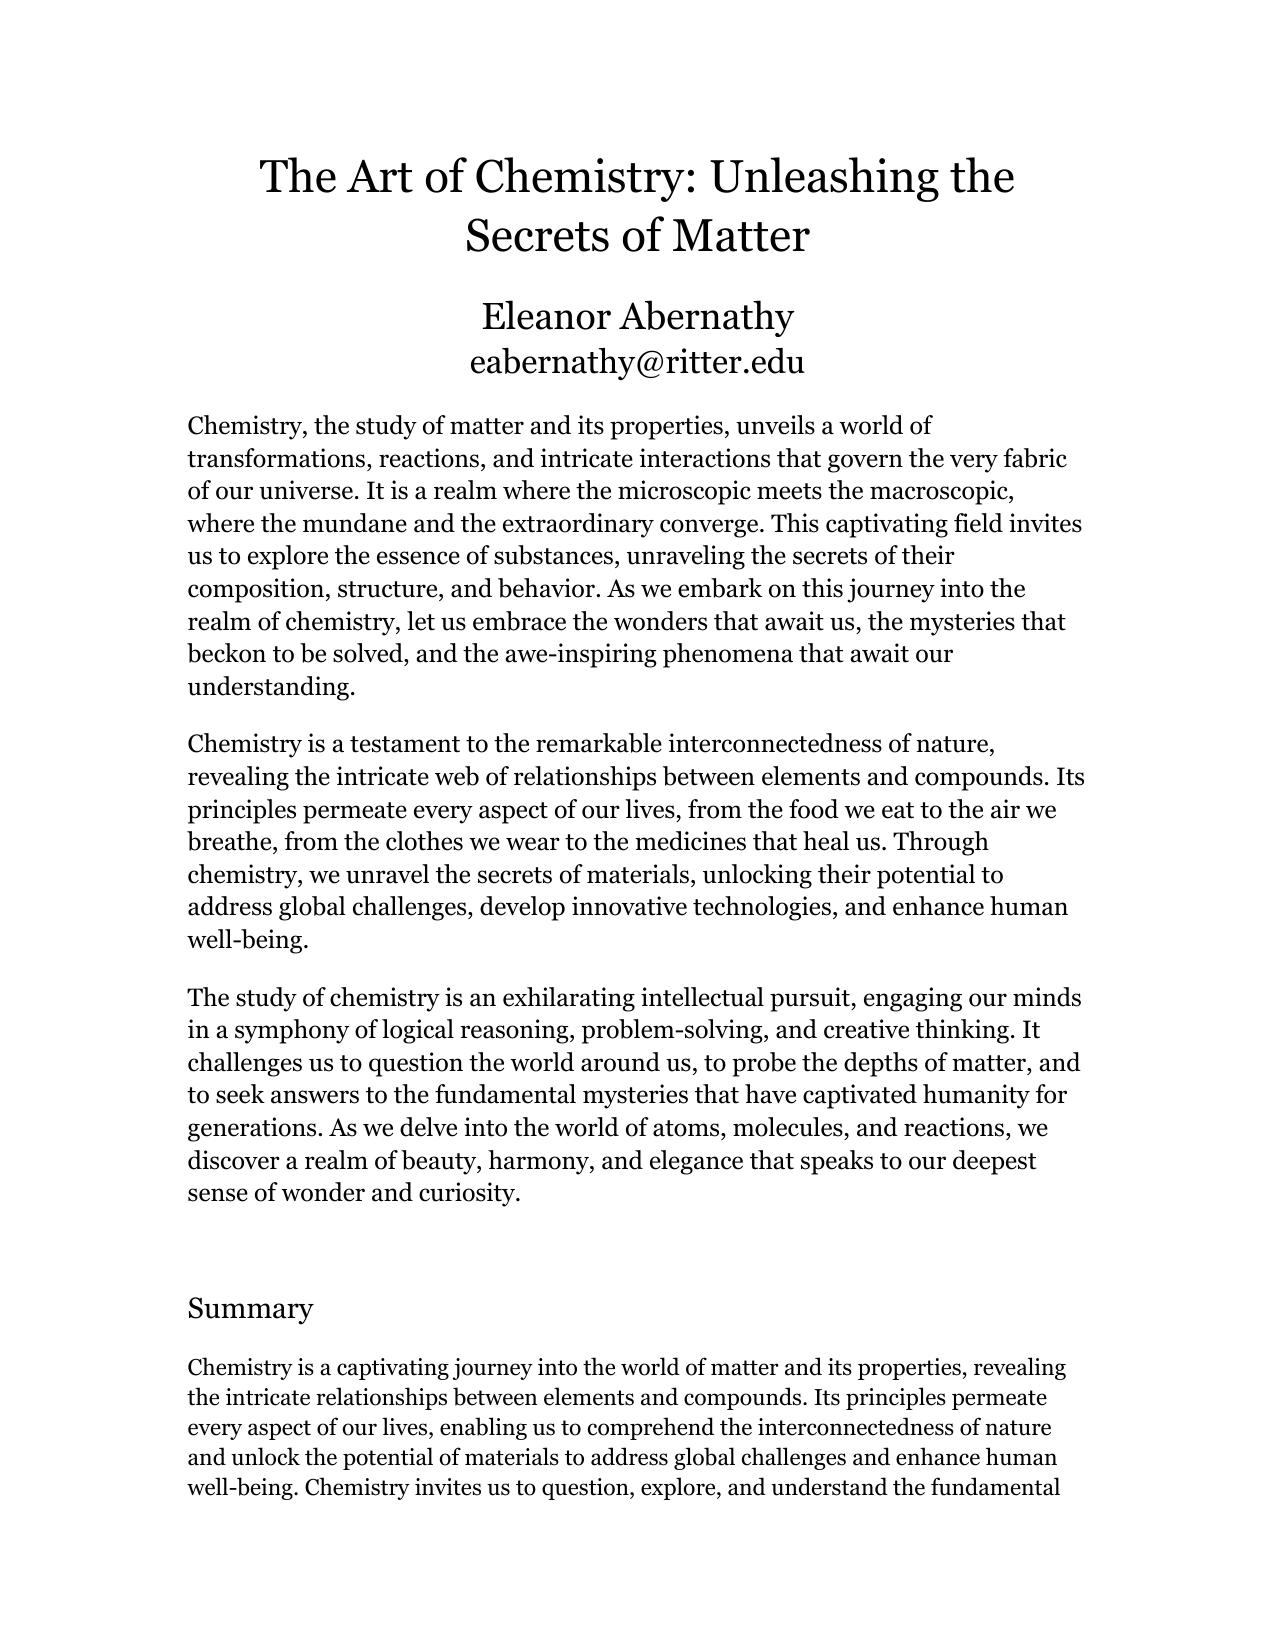 The Art of Chemistry: Unleashing the
Secrets of Matter
Eleanor Abernathy
eabernathy@ritter.edu
Chemistry, the study of matter and its properties, unveils a world of
transformations, reactions, and intricate interactions that govern the very fabric
of our universe. It is a realm where the microscopic meets the macroscopic,
where the mundane and the extraordinary converge. This captivating field invites
us to explore the essence of substances, unraveling the secrets of their
composition, structure, and behavior. As we embark on this journey into the
realm of chemistry, let us embrace the wonders that await us, the mysteries that
beckon to be solved, and the awe-inspiring phenomena that await our
understanding.
Chemistry is a testament to the remarkable interconnectedness of nature,
revealing the intricate web of relationships between elements and compounds. Its
principles permeate every aspect of our lives, from the food we eat to the air we
breathe, from the clothes we wear to the medicines that heal us. Through
chemistry, we unravel the secrets of materials, unlocking their potential to
address global challenges, develop innovative technologies, and enhance human
well-being.
The study of chemistry is an exhilarating intellectual pursuit, engaging our minds
in a symphony of logical reasoning, problem-solving, and creative thinking. It
challenges us to question the world around us, to probe the depths of matter, and
to seek answers to the fundamental mysteries that have captivated humanity for
generations. As we delve into the world of atoms, molecules, and reactions, we
discover a realm of beauty, harmony, and elegance that speaks to our deepest
sense of wonder and curiosity.
Summary
Chemistry is a captivating journey into the world of matter and its properties, revealing
the intricate relationships between elements and compounds. Its principles permeate
every aspect of our lives, enabling us to comprehend the interconnectedness of nature
and unlock the potential of materials to address global challenges and enhance human
well-being. Chemistry invites us to question, explore, and understand the fundamental